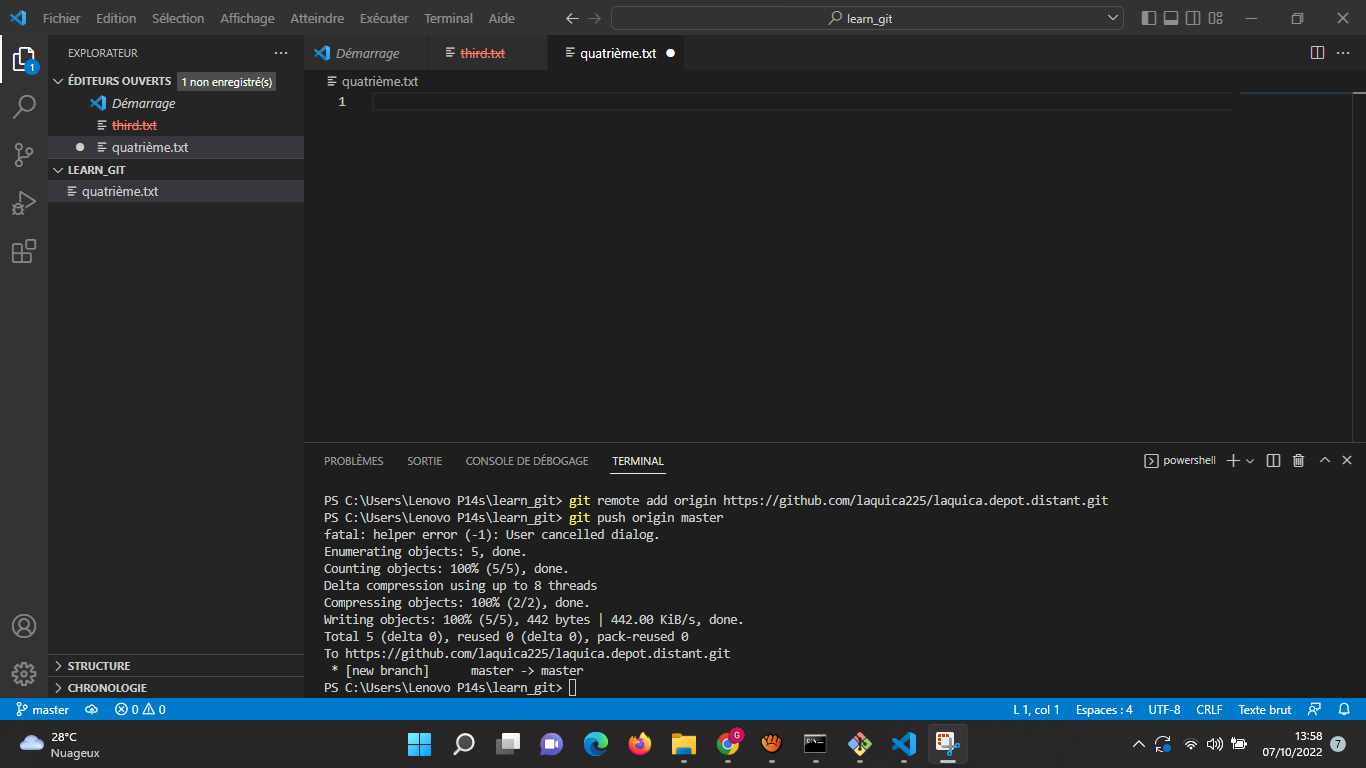 Fichier Edition Sélection Affichage Atteindre Exécuter Terminal Aide learn_git
EXPLORATEUR
Démarrage third.txt quatrième.txt
1
ÉDITEURS OUVERTS 1 non enregistré(s)
Démarrage
third.txt
quatrième.txt
LEARN_GIT
quatrième.txt
STRUCTURE
CHRONOLOGIE
quatrième.txt
1
PROBLÈMES SORTIE CONSOLE DE DÉBOGAGE TERMINAL powershell
PS C:\Users\Lenovo P14s\learn_git> git remote add origin https://github.com/laquica225/laquica.depot.distant.git
PS C:\Users\Lenovo P14s\learn_git> git push origin master
fatal: helper error (-1): User cancelled dialog.
Enumerating objects: 5, done.
Counting objects: 100% (5/5), done.
Delta compression using up to 8 threads
Compressing objects: 100% (2/2), done.
Writing objects: 100% (5/5), 442 bytes | 442.00 KiB/s, done.
Total 5 (delta 0), reused 0 (delta 0), pack-reused 0
To https://github.com/laquica225/laquica.depot.distant.git
* [new branch] master -> master
PS C:\Users\Lenovo P14s\learn_git>
master 0 0 L 1, col 1 Espaces : 4 UTF-8 CRLF Texte brut
28°C
Nuageux
G
13:58
07/10/2022
7